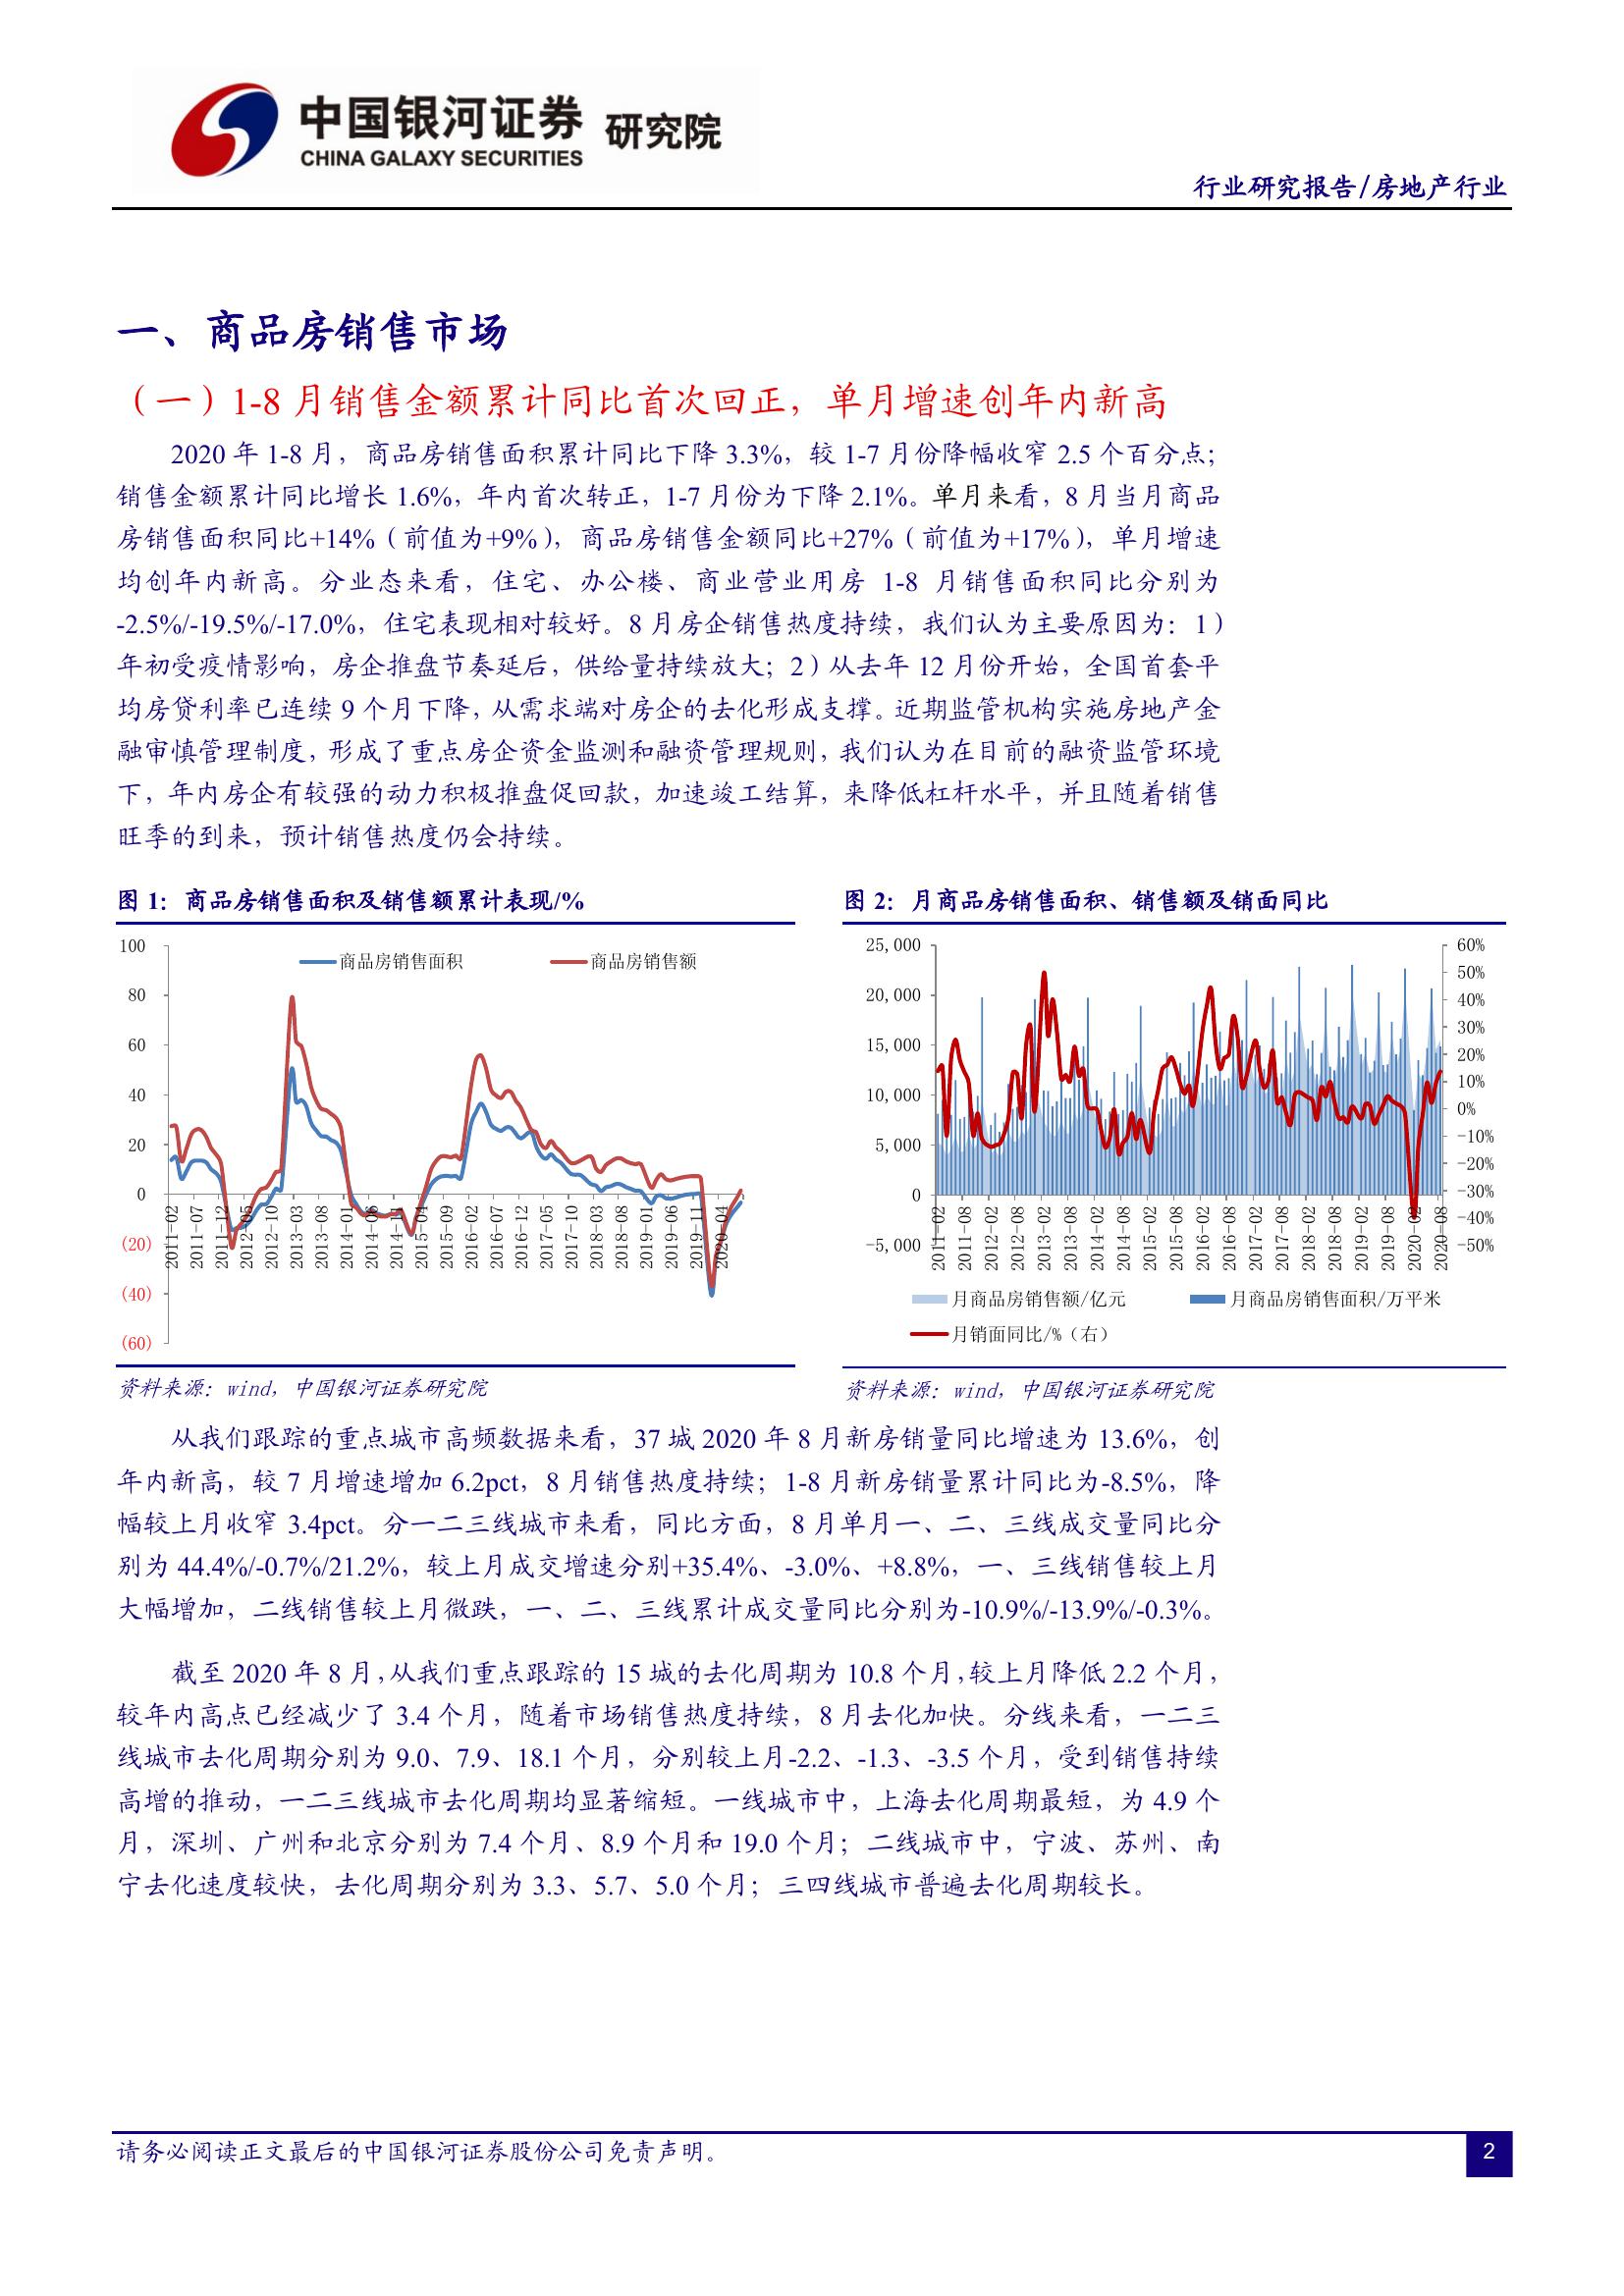 中国银河证券 研究院
CHINA GALAXY SECURITIES
行业研究报告/房地产行业
一、商品房销售市场
（一）1-8 月销售金额累计同比首次回正，单月增速创年内新高
2020 年 1-8 月，商品房销售面积累计同比下降 3.3%，较 1-7 月份降幅收窄 2.5 个百分点；
销售金额累计同比增长 1.6%，年内首次转正，1-7 月份为下降 2.1%。单月来看，8 月当月商品
房销售面积同比+14%（前值为+9%），商品房销售金额同比+27%（前值为+17%），单月增速
均创年内新高。分业态来看，住宅、办公楼、商业营业用房 1-8 月销售面积同比分别为
-2.5%/-19.5%/-17.0%，住宅表现相对较好。8 月房企销售热度持续，我们认为主要原因为：1）
年初受疫情影响，房企推盘节奏延后，供给量持续放大；2）从去年 12 月份开始，全国首套平
均房贷利率已连续 9 个月下降，从需求端对房企的去化形成支撑。近期监管机构实施房地产金
融审慎管理制度，形成了重点房企资金监测和融资管理规则，我们认为在目前的融资监管环境
下，年内房企有较强的动力积极推盘促回款，加速竣工结算，来降低杠杆水平，并且随着销售
旺季的到来，预计销售热度仍会持续。
图 1：商品房销售面积及销售额累计表现/%
商品房销售面积 商品房销售额
100
80
60
40
20
0
(20)
(40)
(60)
2011-02 2011-07 2011-12 2012-05 2012-10 2013-03 2013-08 2014-01 2014-06 2014-11 2015-04 2015-09 2016-02 2016-07 2016-12 2017-05 2017-10 2018-03 2018-08 2019-01 2019-06 2019-11 2020-04
资料来源：wind，中国银河证券研究院
图 2：月商品房销售面积、销售额及销面同比
25,000 60%
20,000 50%
15,000 40%
10,000 30%
5,000 20%
0 10%
-5,000 0%
-10%
-20%
-30%
-40%
-50%
2011-02 2011-08 2012-02 2012-08 2013-02 2013-08 2014-02 2014-08 2015-02 2015-08 2016-02 2016-08 2017-02 2017-08 2018-02 2018-08 2019-02 2019-08 2020-02 2020-08
月商品房销售额/亿元 月商品房销售面积/万平米
月销面同比/%（右）
资料来源：wind，中国银河证券研究院
从我们跟踪的重点城市高频数据来看，37 城 2020 年 8 月新房销量同比增速为 13.6%，创
年内新高，较 7 月增速增加 6.2pct，8 月销售热度持续；1-8 月新房销量累计同比为-8.5%，降
幅较上月收窄 3.4pct。分一二三线城市来看，同比方面，8 月单月一、二、三线成交量同比分
别为 44.4%/-0.7%/21.2%，较上月成交增速分别+35.4%、-3.0%、+8.8%，一、三线销售较上月
大幅增加，二线销售较上月微跌，一、二、三线累计成交量同比分别为-10.9%/-13.9%/-0.3%。
截至 2020 年 8 月，从我们重点跟踪的 15 城的去化周期为 10.8 个月，较上月降低 2.2 个月，
较年内高点已经减少了 3.4 个月，随着市场销售热度持续，8 月去化加快。分线来看，一二三
线城市去化周期分别为 9.0、7.9、18.1 个月，分别较上月-2.2、-1.3、-3.5 个月，受到销售持续
高增的推动，一二三线城市去化周期均显著缩短。一线城市中，上海去化周期最短，为 4.9 个
月，深圳、广州和北京分别为 7.4 个月、8.9 个月和 19.0 个月；二线城市中，宁波、苏州、南
宁去化速度较快，去化周期分别为 3.3、5.7、5.0 个月；三四线城市普遍去化周期较长。
请务必阅读正文最后的中国银河证券股份公司免责声明。
2